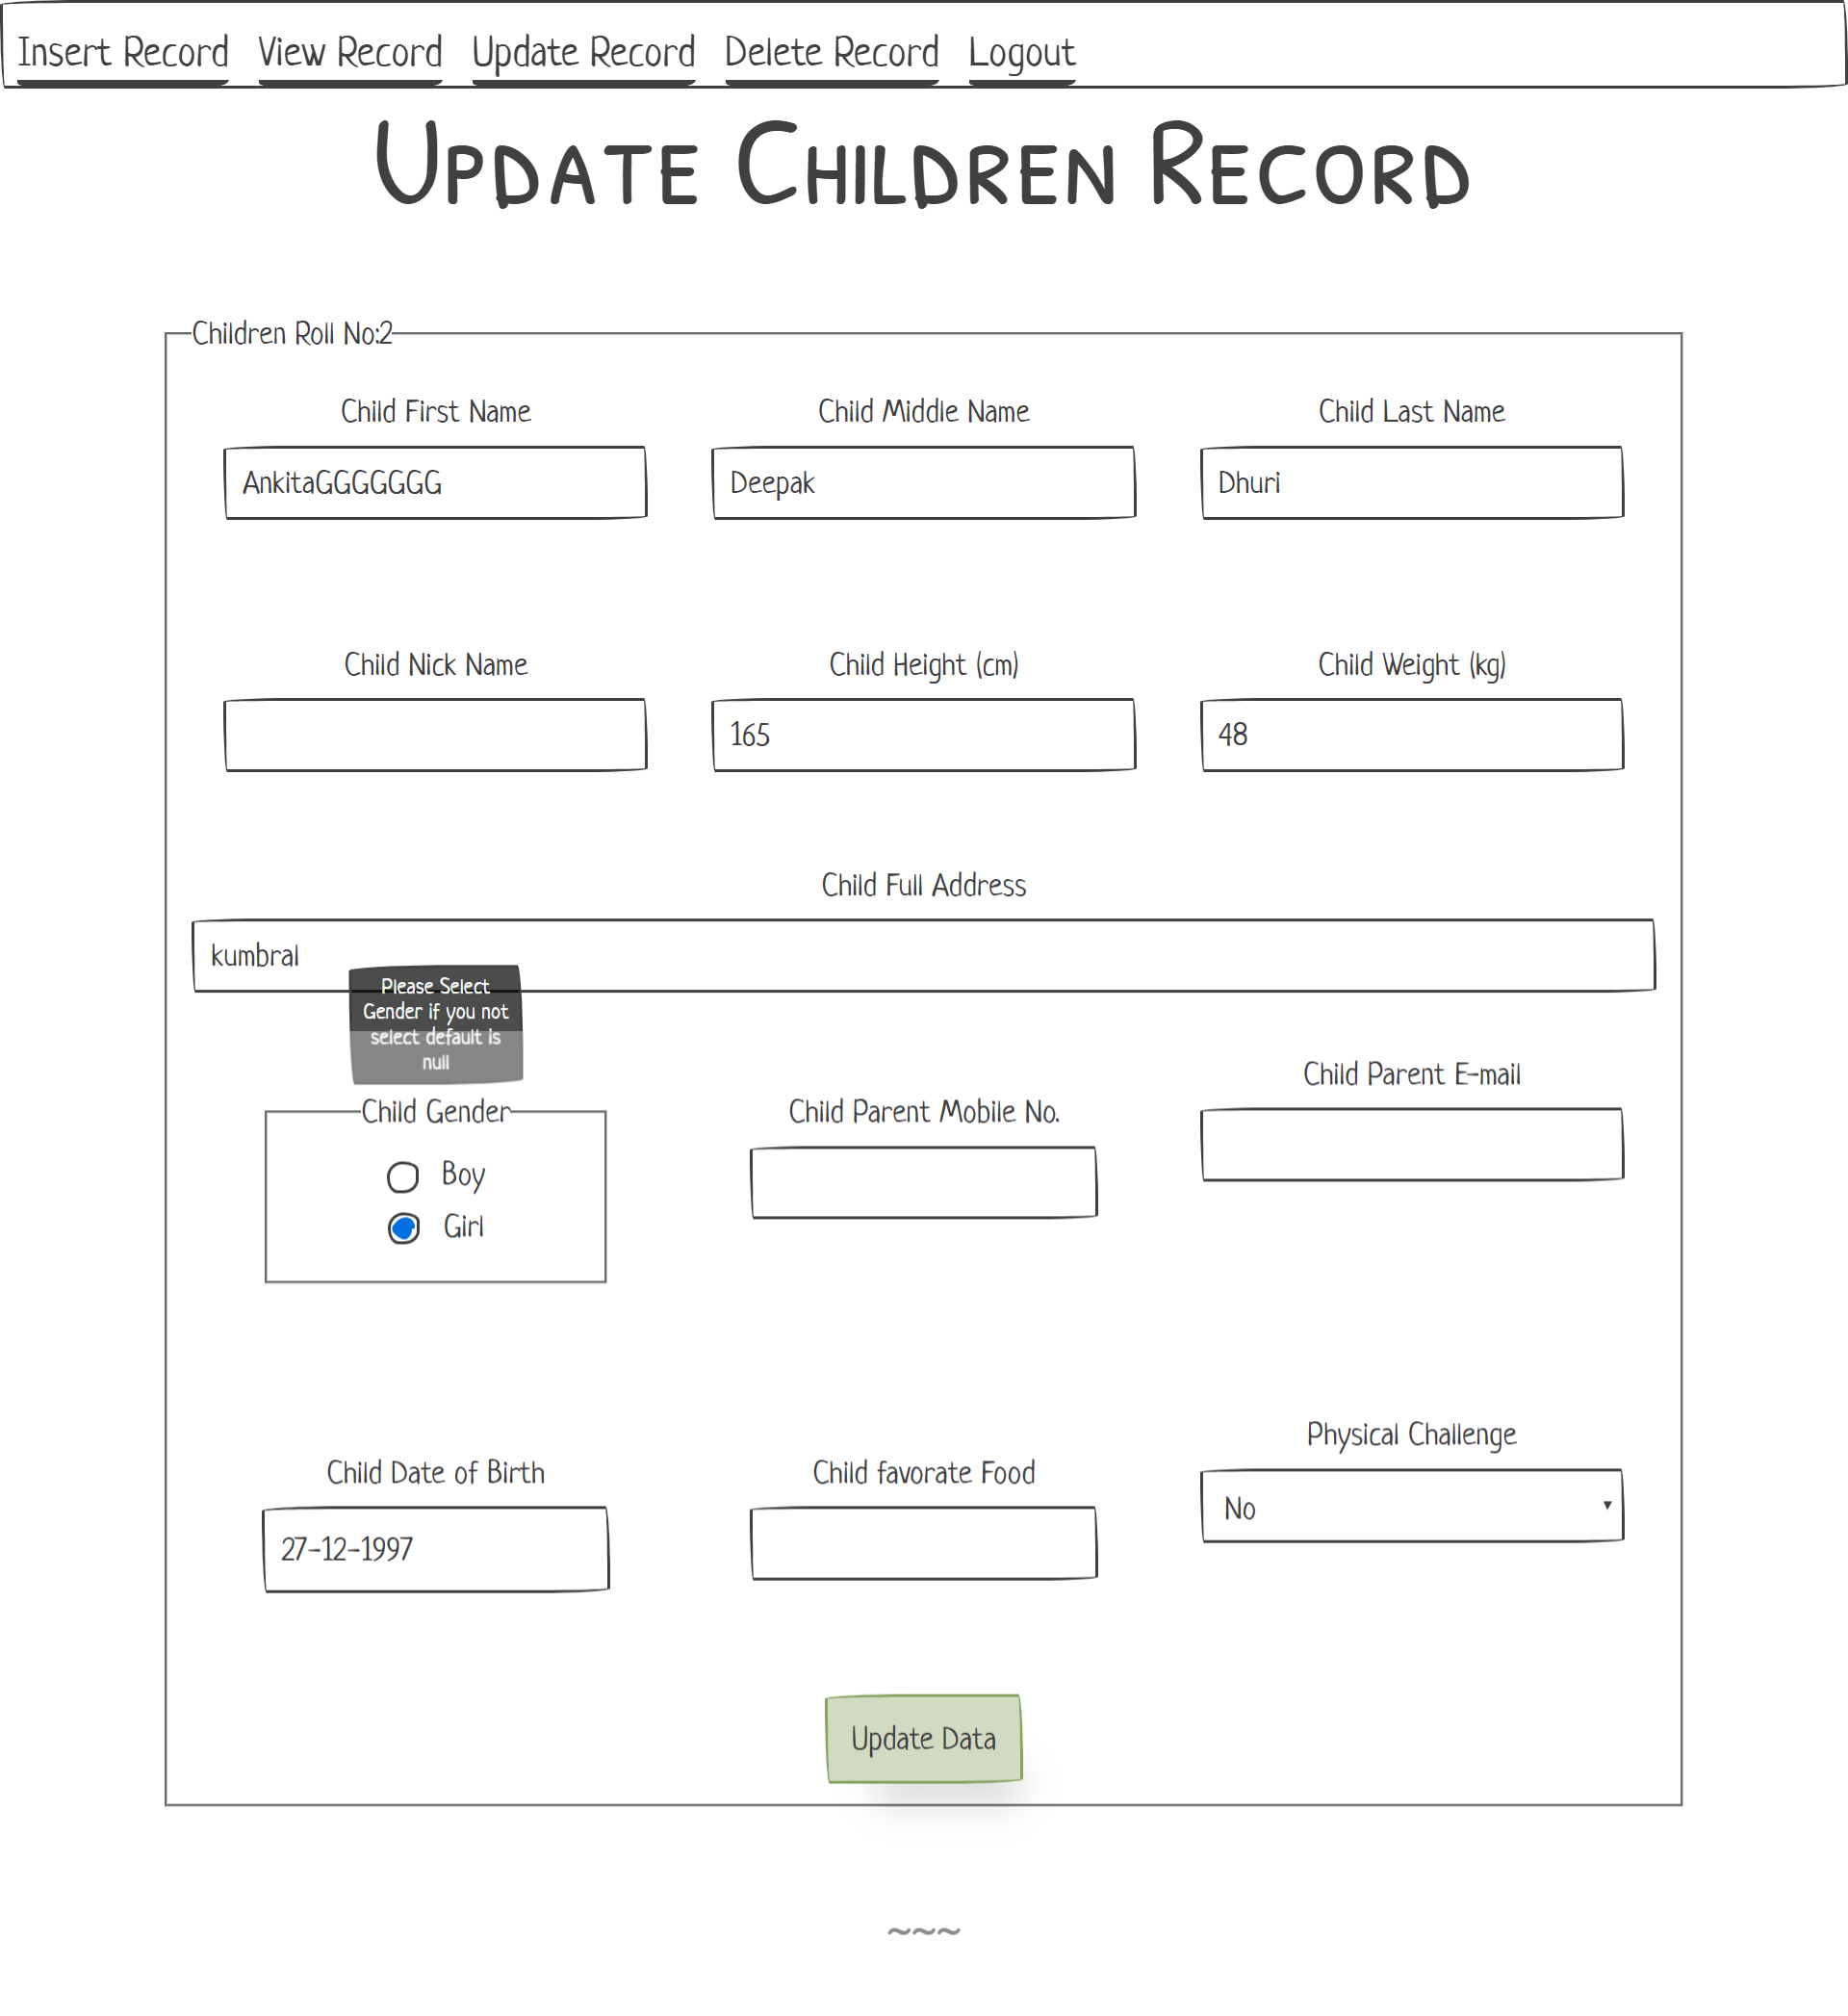 Insert Record View Record Update Record Delete Record Logout
Update Children Record
Children Roll No:2
Child First Name Child Middle Name Child Last Name
AnkitaGGGGGGG Deepak Dhuri
Child Nick Name Child Height (cm) Child Weight (kg)
165 48
Child Full Address
kumbral
Please Select
Gender if you not
select default is
null
Child Parent E-mail
Child Gender Child Parent Mobile No.
Boy
Girl
Physical Challenge
Child Date of Birth Child favorate Food
No
27-12-1997
Update Data
~~~